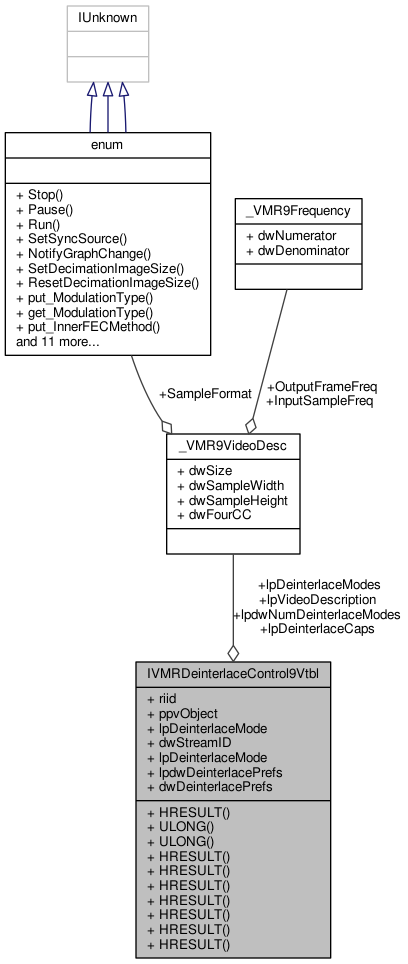 IUnknown
enum
+ Stop()
+ Pause()
+ Run()
+ SetSyncSource()
+ NotifyGraphChange()
+ SetDecimationImageSize()
+ ResetDecimationImageSize()
+ put_ModulationType()
+ get_ModulationType()
+ put_InnerFECMethod()
and 11 more...
_VMR9Frequency
+ dwNumerator
+ dwDenominator
+SampleFormat
+OutputFrameFreq
+InputSampleFreq
_VMR9VideoDesc
+ dwSize
+ dwSampleWidth
+ dwSampleHeight
+ dwFourCC
+lpDeinterlaceModes
+lpVideoDescription
+lpdwNumDeinterlaceModes
+lpDeinterlaceCaps
IVMRDeinterlaceControl9Vtbl
+ riid
+ ppvObject
+ lpDeinterlaceMode
+ dwStreamID
+ lpDeinterlaceMode
+ lpdwDeinterlacePrefs
+ dwDeinterlacePrefs
+ HRESULT()
+ ULONG()
+ ULONG()
+ HRESULT()
+ HRESULT()
+ HRESULT()
+ HRESULT()
+ HRESULT()
+ HRESULT()
+ HRESULT()